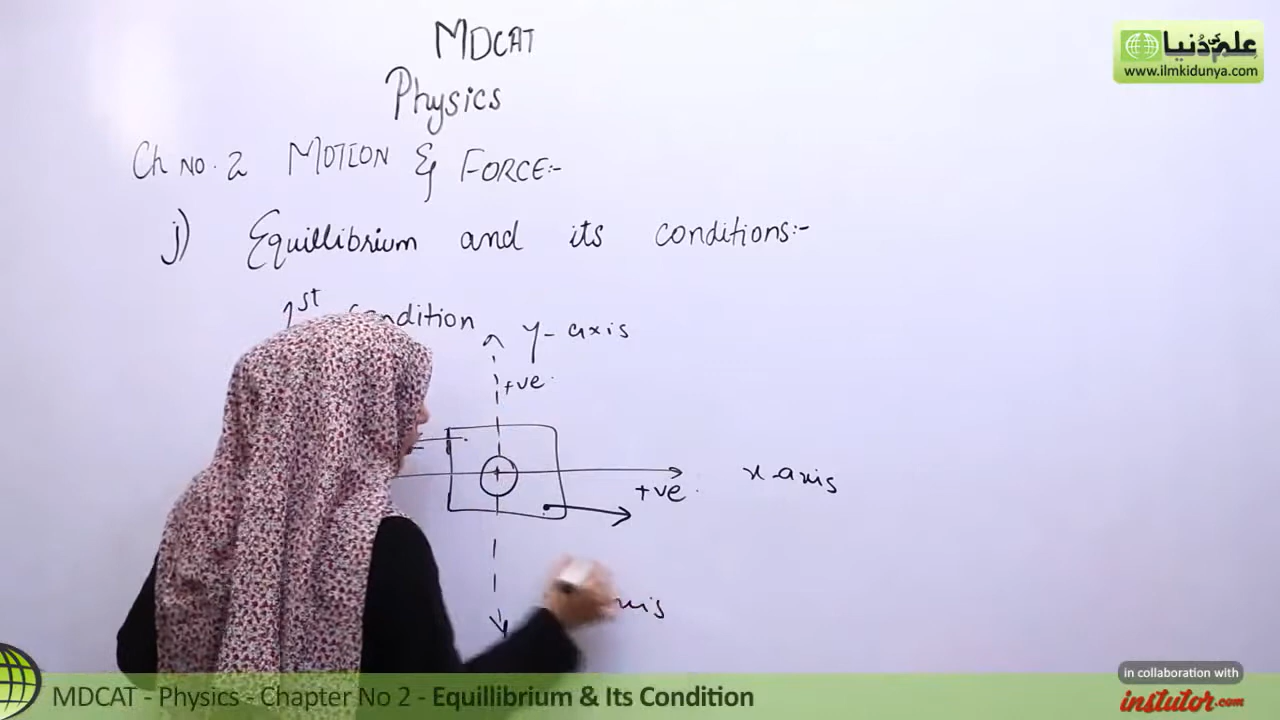 MDCAT
Physics
علم کی دنیا
www.ilmkidunya.com
Ch No. 2 MOTION & FORCE:-
j) Equillibrium and its conditions:-
1st Condition
y-axis
+ve
x-axis
+ve
in collaboration with
instutor.com
MDCAT - Physics - Chapter No 2 - Equillibrium & Its Condition